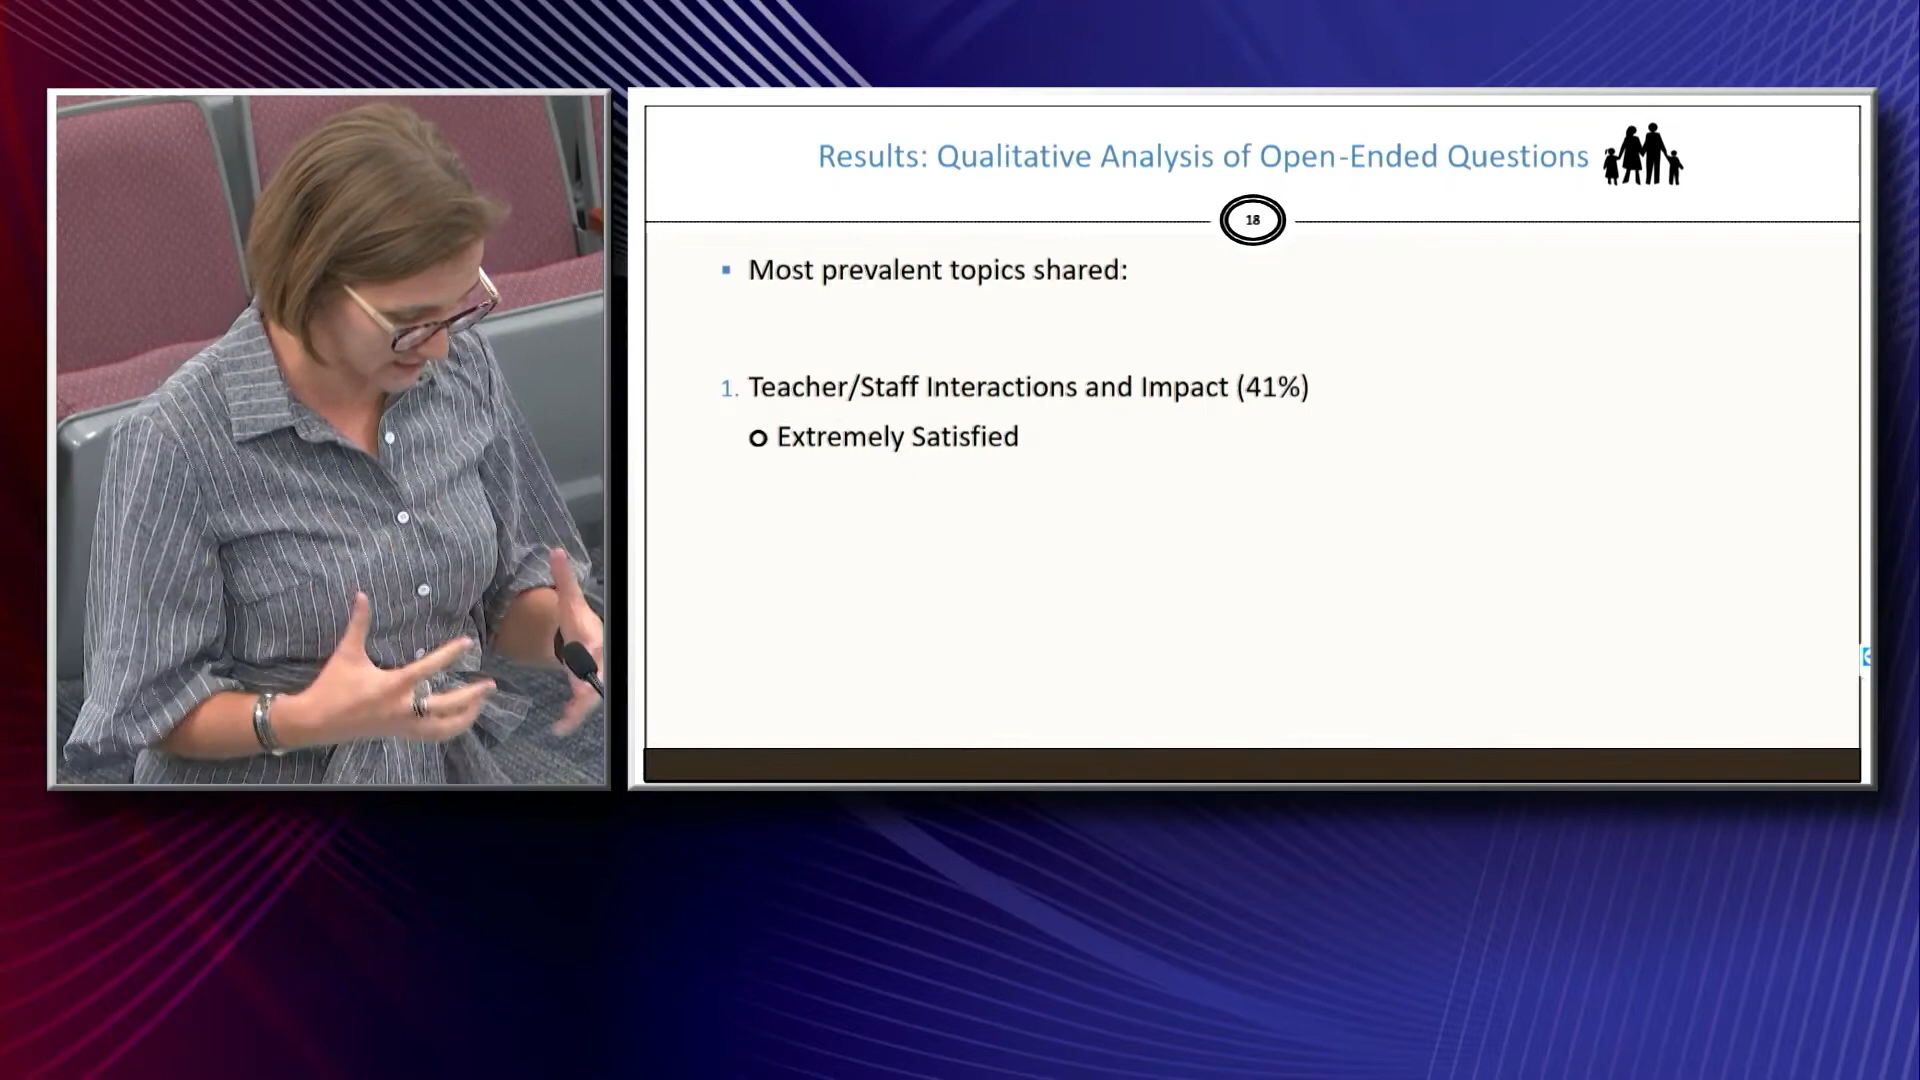 Results: Qualitative Analysis of Open-Ended Questions
18
▪ Most prevalent topics shared:
1. Teacher/Staff Interactions and Impact (41%)
o Extremely Satisfied